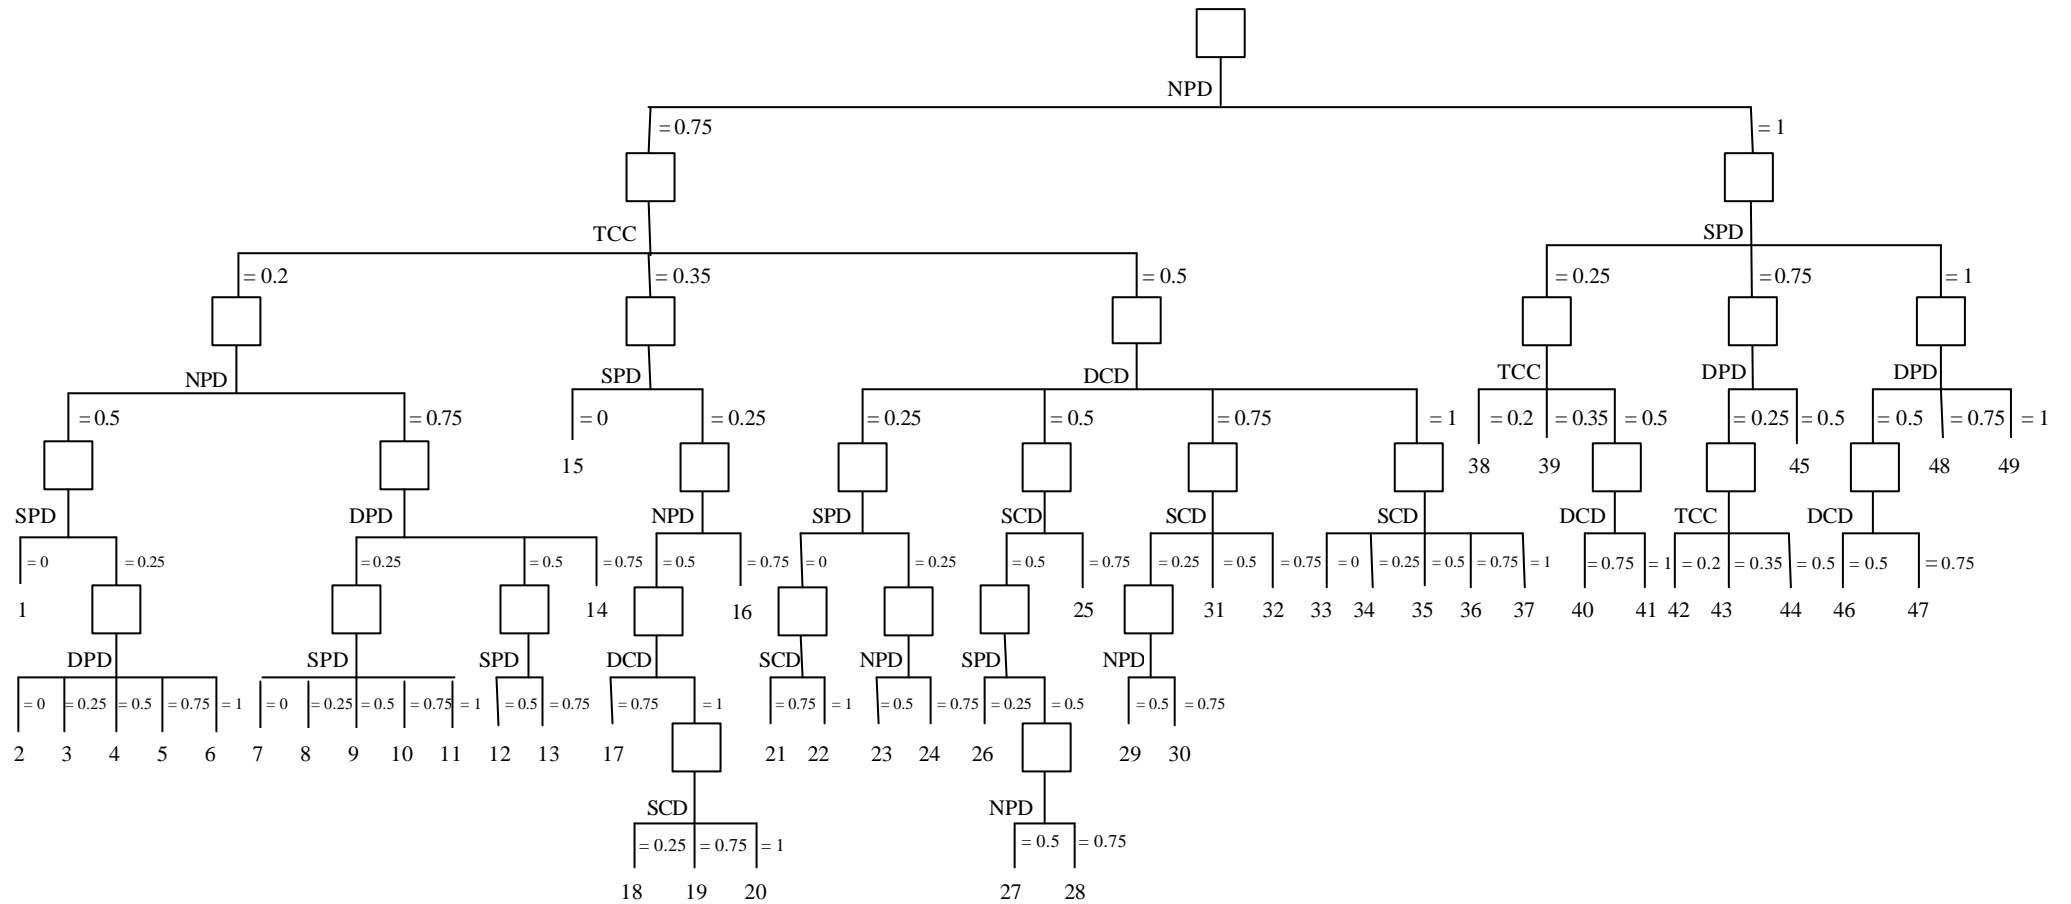 NPD
= 0.75 = 1
TCC SPD
= 0.2 = 0.35 = 0.5 = 0.25 = 0.75 = 1
NPD SPD DCD TCC DPD DPD
= 0.5 = 0.75 = 0 = 0.25 = 0.25 = 0.5 = 0.75 = 1 = 0.2 = 0.35 = 0.5 = 0.25 = 0.5 = 0.5 = 0.75 = 1
15 38 39 45 48 49
SPD DPD NPD SPD SCD SCD SCD DCD TCC DCD
= 0 = 0.25 = 0.25 = 0.5 = 0.75 = 0.5 = 0.75 = 0 = 0.25 = 0.5 = 0.75 = 0.25 = 0.5 = 0.75 = 0 = 0.25 = 0.5 = 0.75 = 1 = 0.75 = 1 = 0.2 = 0.35 = 0.5 = 0.5 = 0.75
1 14 16 25 31 32 33 34 35 36 37 40 41 42 43 44 46 47
DPD SPD SPD DCD SCD NPD SPD NPD
= 0 = 0.25 = 0.5 = 0.75 = 1 = 0 = 0.25 = 0.5 = 0.75 = 1 = 0.5 = 0.75 = 0.75 = 1 = 0.75 = 1 = 0.5 = 0.75 = 0.25 = 0.5 = 0.5 = 0.75
2 3 4 5 6 7 8 9 10 11 12 13 17 21 22 23 24 26 29 30
SCD NPD
= 0.25 = 0.75 = 1 = 0.5 = 0.75
18 19 20 27 28